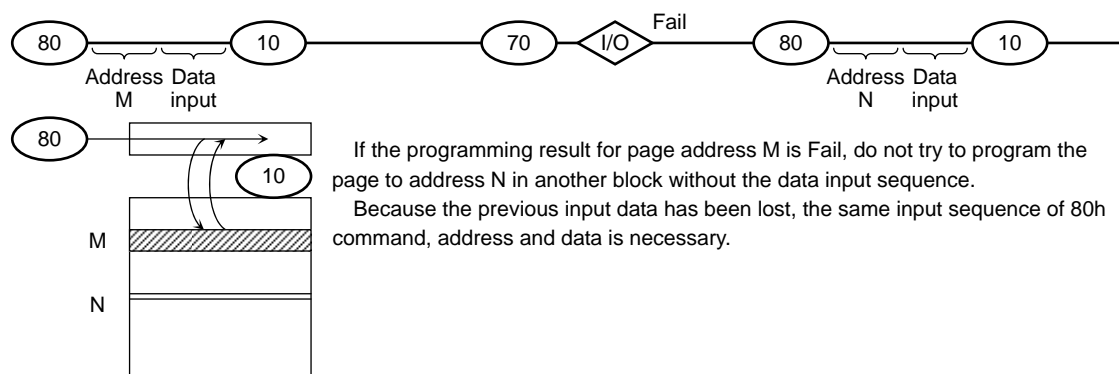 Fail
80 10 70 I/O 80 10
Address Data Address Data
M input N input
80
10
If the programming result for page address M is Fail, do not try to program the
page to address N in another block without the data input sequence.
Because the previous input data has been lost, the same input sequence of 80h
command, address and data is necessary.
M
N